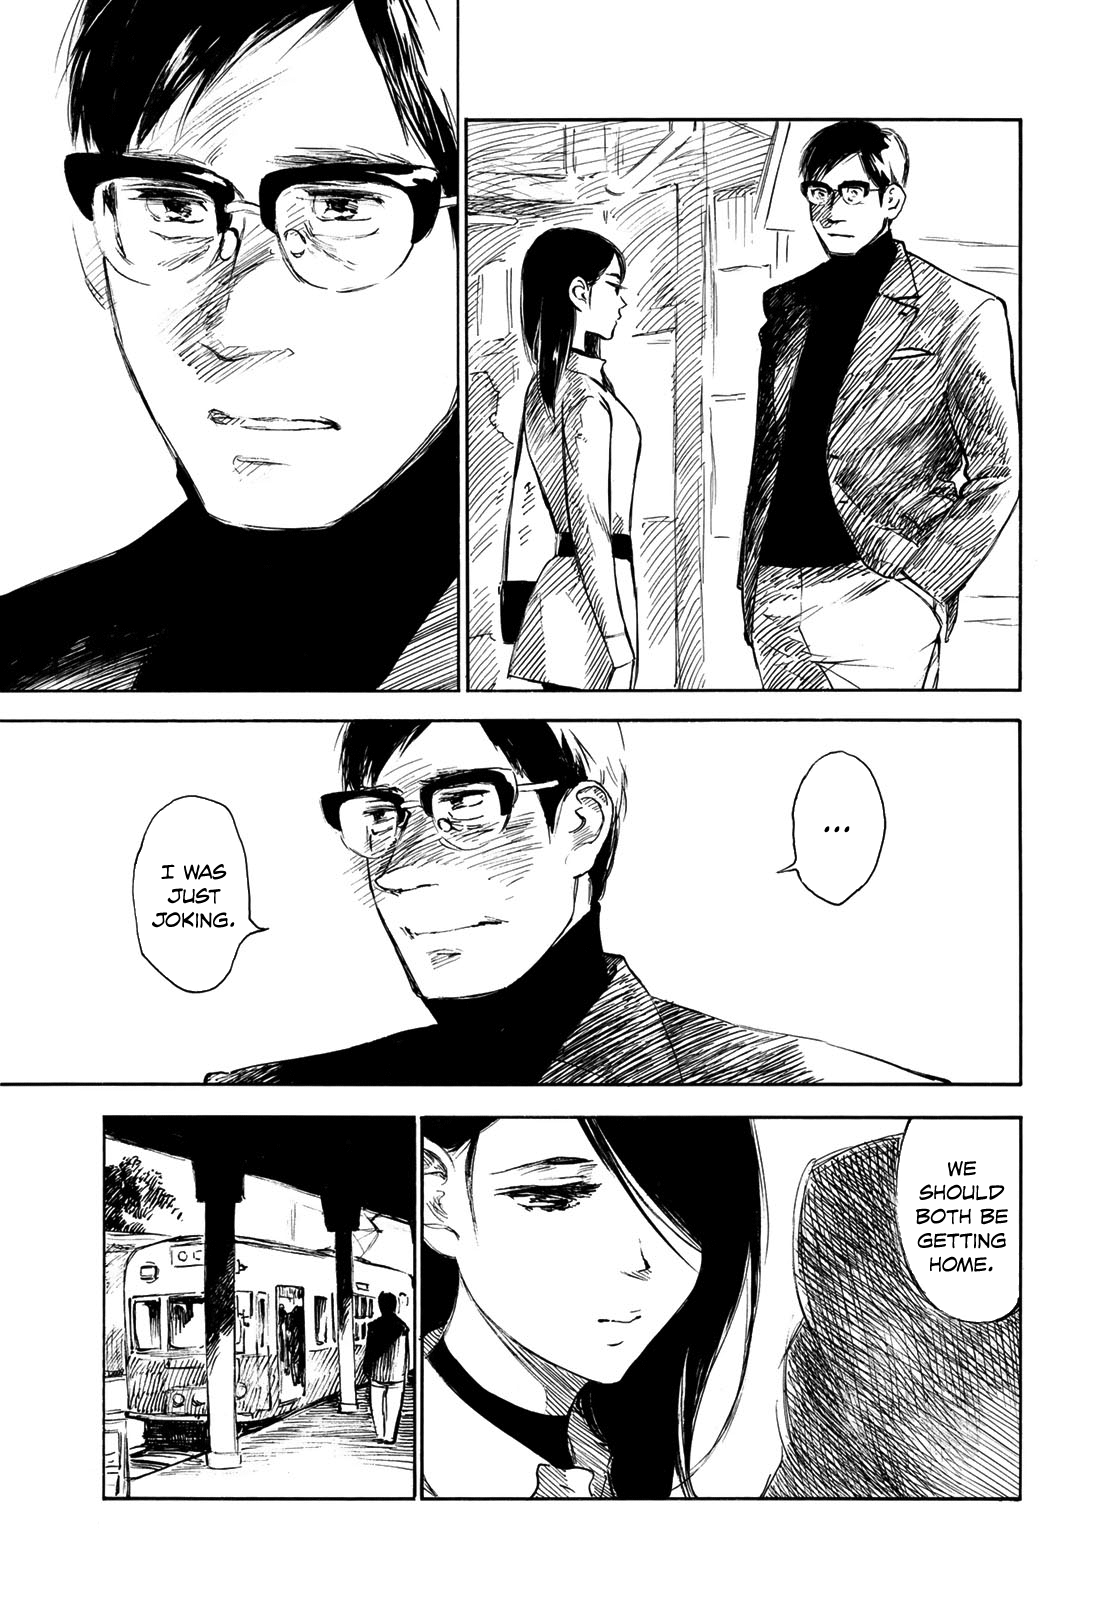 ...
I WAS
JUST
JOKING.
WE
SHOULD
BOTH BE
GETTING
HOME.